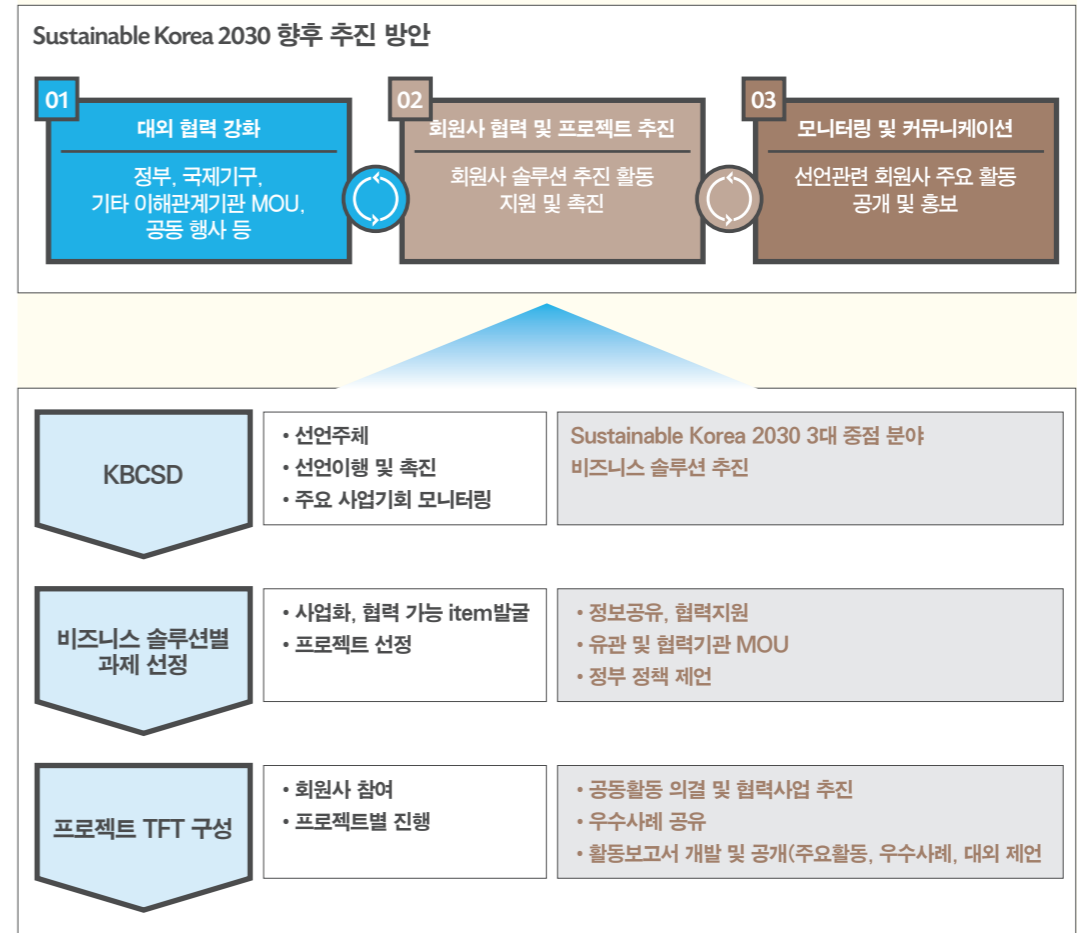 Sustainable Korea 2030 향후 추진 방안
01
대외 협력 강화
정부, 국제기구,
기타 이해관계기관 MOU,
공동 행사 등
02
회원사 협력 및 프로젝트 추진
회원사 솔루션 추진 활동
지원 및 촉진
03
모니터링 및 커뮤니케이션
선언관련 회원사 주요 활동
공개 및 홍보
KBCSD
• 선언주체
• 선언이행 및 촉진
• 주요 사업기회 모니터링
Sustainable Korea 2030 3대 중점 분야
비즈니스 솔루션 추진
비즈니스 솔루션별
과제 선정
• 사업화, 협력 가능 item발굴
• 프로젝트 선정
• 정보공유, 협력지원
• 유관 및 협력기관 MOU
• 정부 정책 제언
프로젝트 TFT 구성
• 회원사 참여
• 프로젝트별 진행
• 공동활동 의결 및 협력사업 추진
• 우수사례 공유
• 활동보고서 개발 및 공개(주요활동, 우수사례, 대외 제언